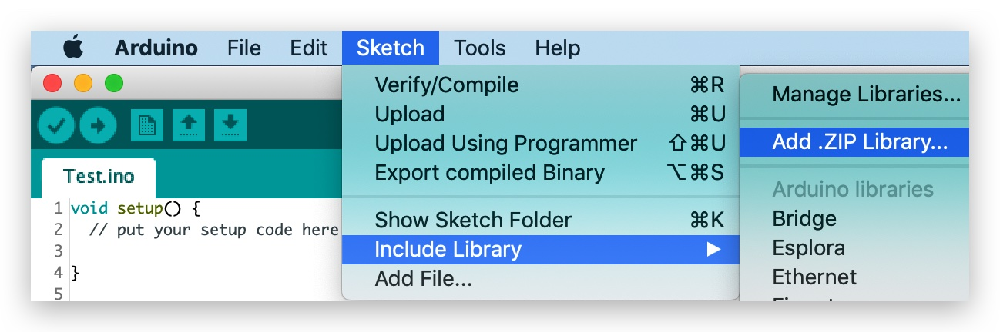 Arduino File Edit Sketch Tools Help
Verify/Compile ⌘R
Upload ⌘U
Upload Using Programmer ⇧⌘U
Export compiled Binary ⌥⌘S
Show Sketch Folder ⌘K
Include Library ▶
Add File...
Manage Libraries...
Add .ZIP Library...
Arduino libraries
Bridge
Esplora
Ethernet
Test.ino
1 void setup() {
2 // put your setup code here
3
4 }
5